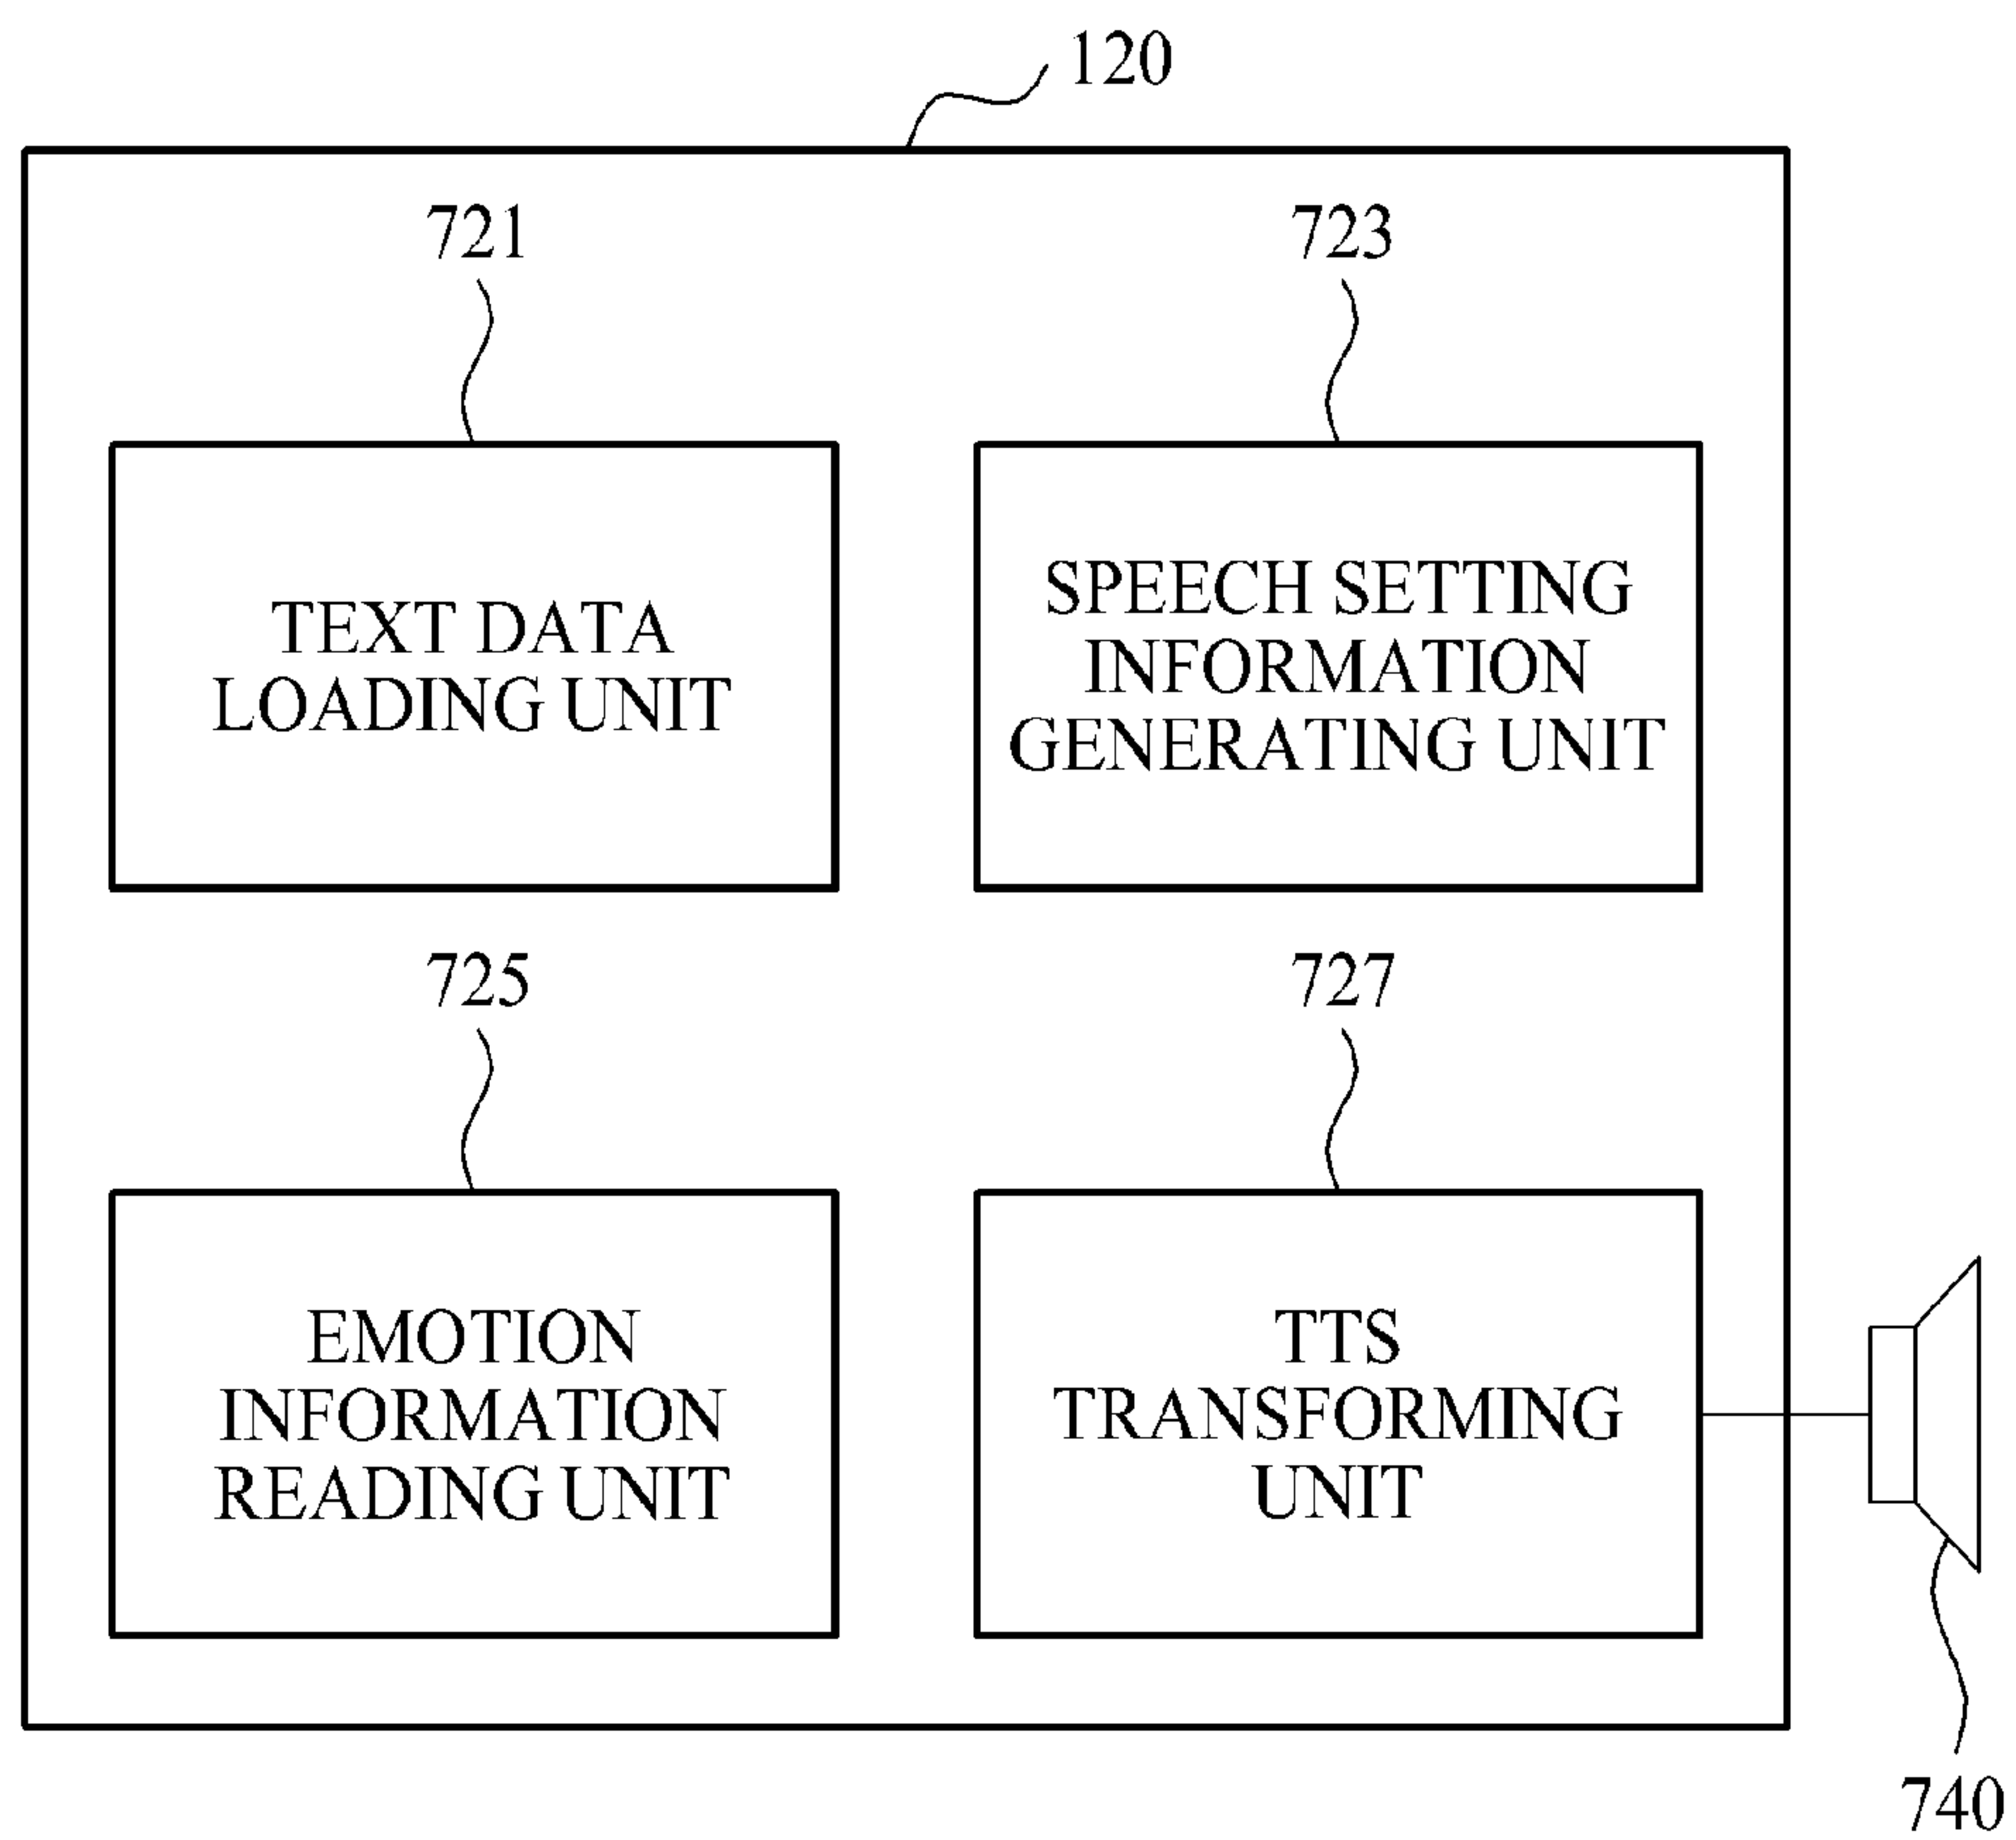 120
721
723
TEXT DATA
LOADING UNIT
SPEECH SETTING
INFORMATION
GENERATING UNIT
725
727
EMOTION
INFORMATION
READING UNIT
TTS
TRANSFORMING
UNIT
740